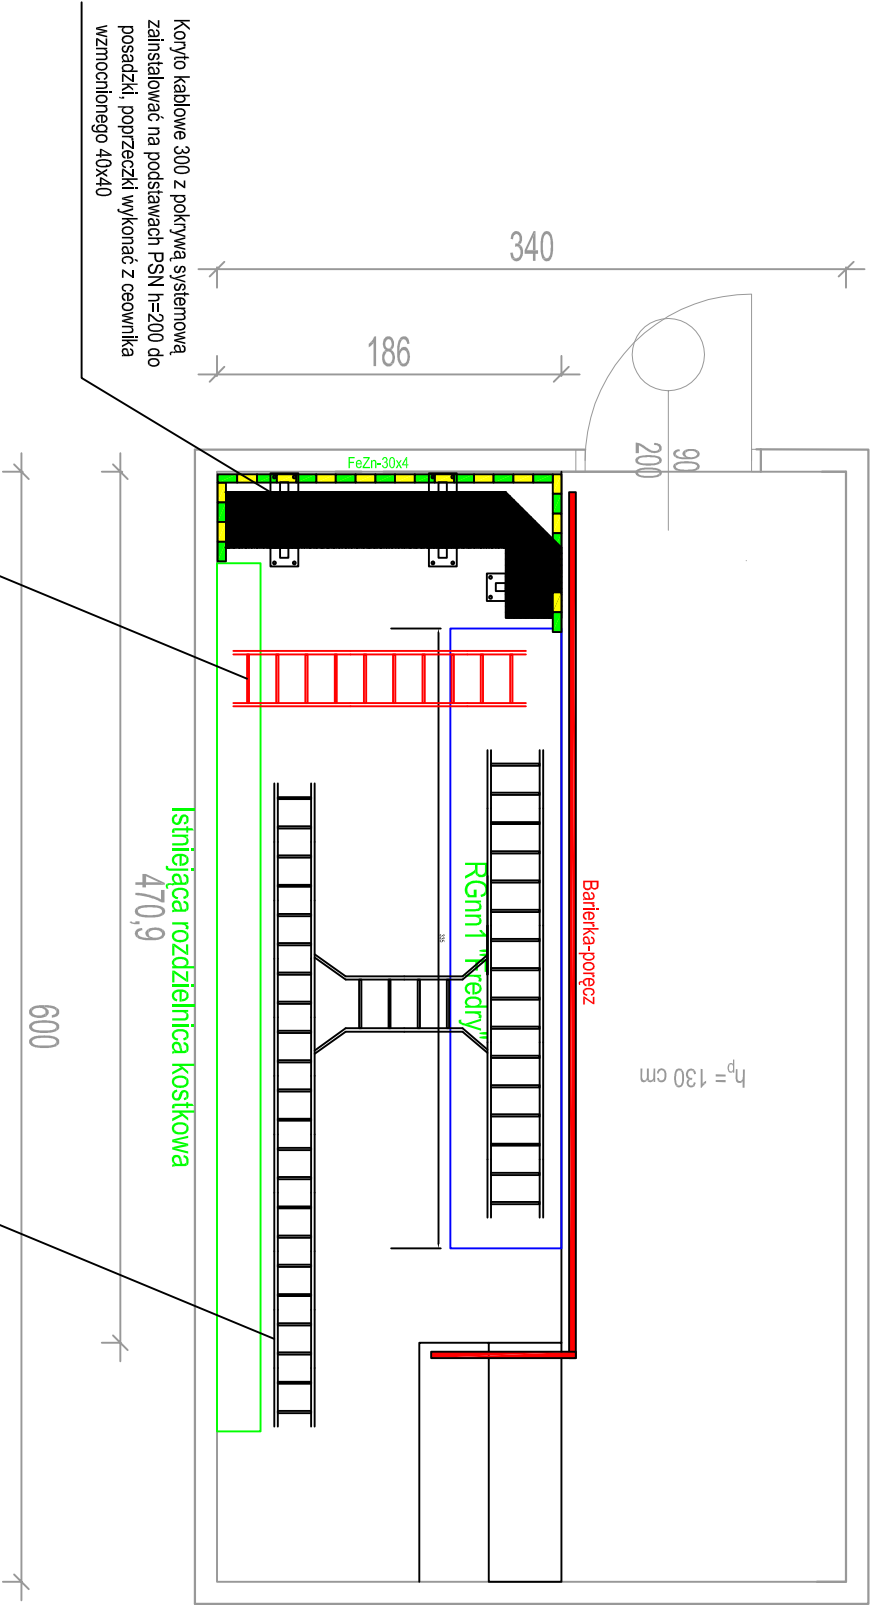 Koryto kablowe 300 z pokrywą systemową
zainstalować na podstawach PSN h=200 do
posadzki, poprzeczki wykonać z ceownika
wzmocnionego 40x40
340
186
90
200
FeZn-30x4
RGnn1 "Fredry"
335
Barierka-poręcz
Istniejąca rozdzielnica kostkowa
470,9
600
hp= 130 cm